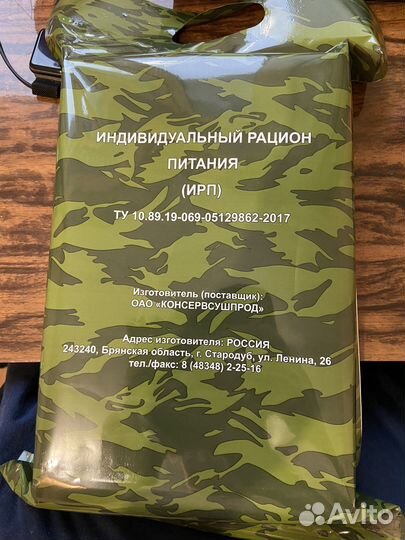 ИНДИВИДУАЛЬНЫЙ РАЦИОН
ПИТАНИЯ
(ИРП)
ТУ 10.89.19-069-05129862-2017
Изготовитель (поставщик):
ОАО «КОНСЕРВСУШПРОД»
Адрес изготовителя: РОССИЯ
243240, Брянская область, г. Стародуб, ул. Ленина, 26
тел./факс: 8 (48348) 2-25-16
Avito